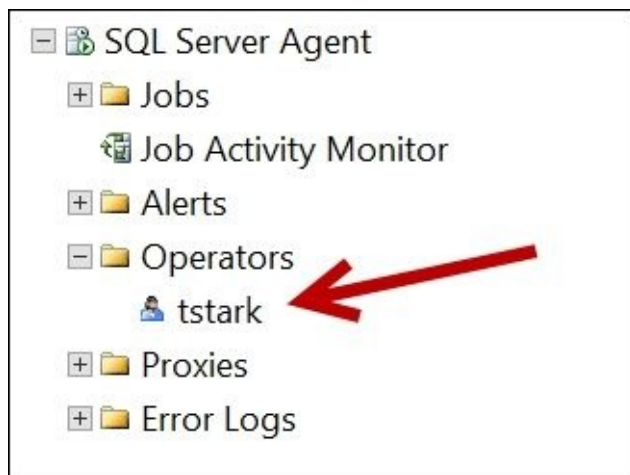 SQL Server Agent
Jobs
Job Activity Monitor
Alerts
Operators
tstark
Proxies
Error Logs